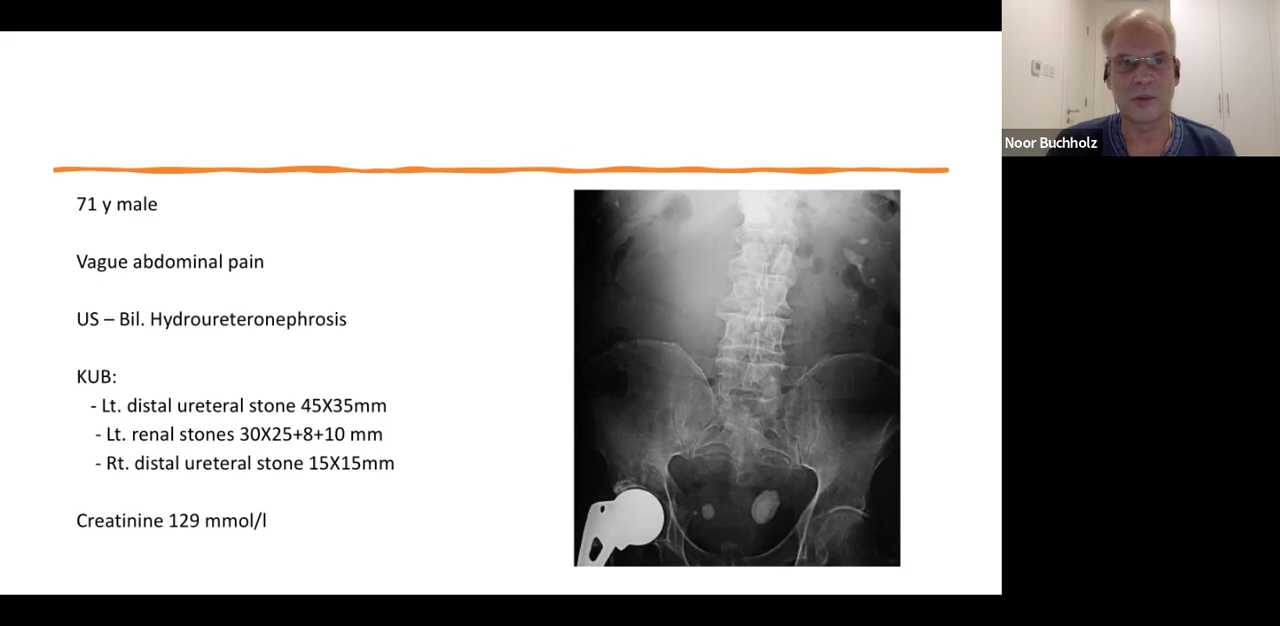 Noor Buchholz
71 y male
Vague abdominal pain
US – Bil. Hydroureteronephrosis
KUB:
- Lt. distal ureteral stone 45X35mm
- Lt. renal stones 30X25+8+10 mm
- Rt. distal ureteral stone 15X15mm
Creatinine 129 mmol/l